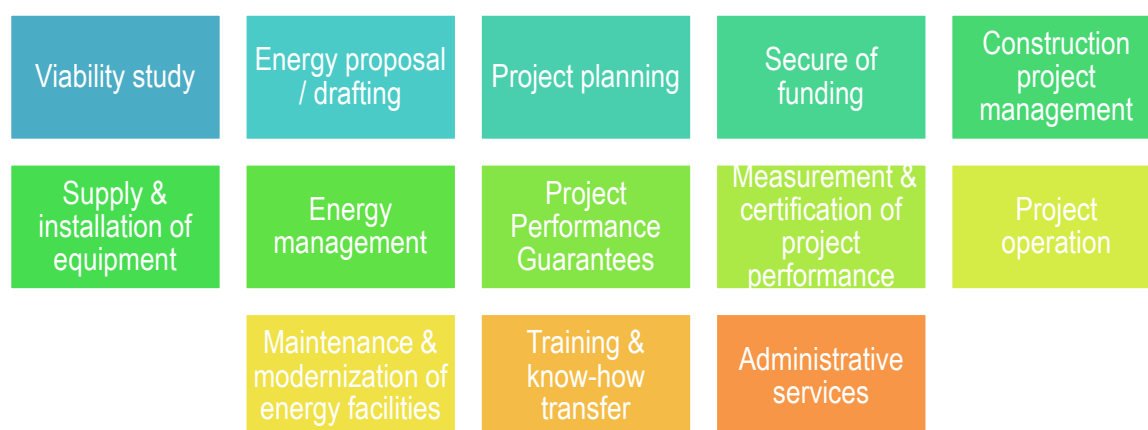 Viability study
Energy proposal
/ drafting
Project planning
Secure of
funding
Construction
project
management
Supply &
installation of
equipment
Energy
management
Project
Performance
Guarantees
Measurement &
certification of
project
performance
Project
operation
Maintenance &
modernization of
energy facilities
Training &
know-how
transfer
Administrative
services